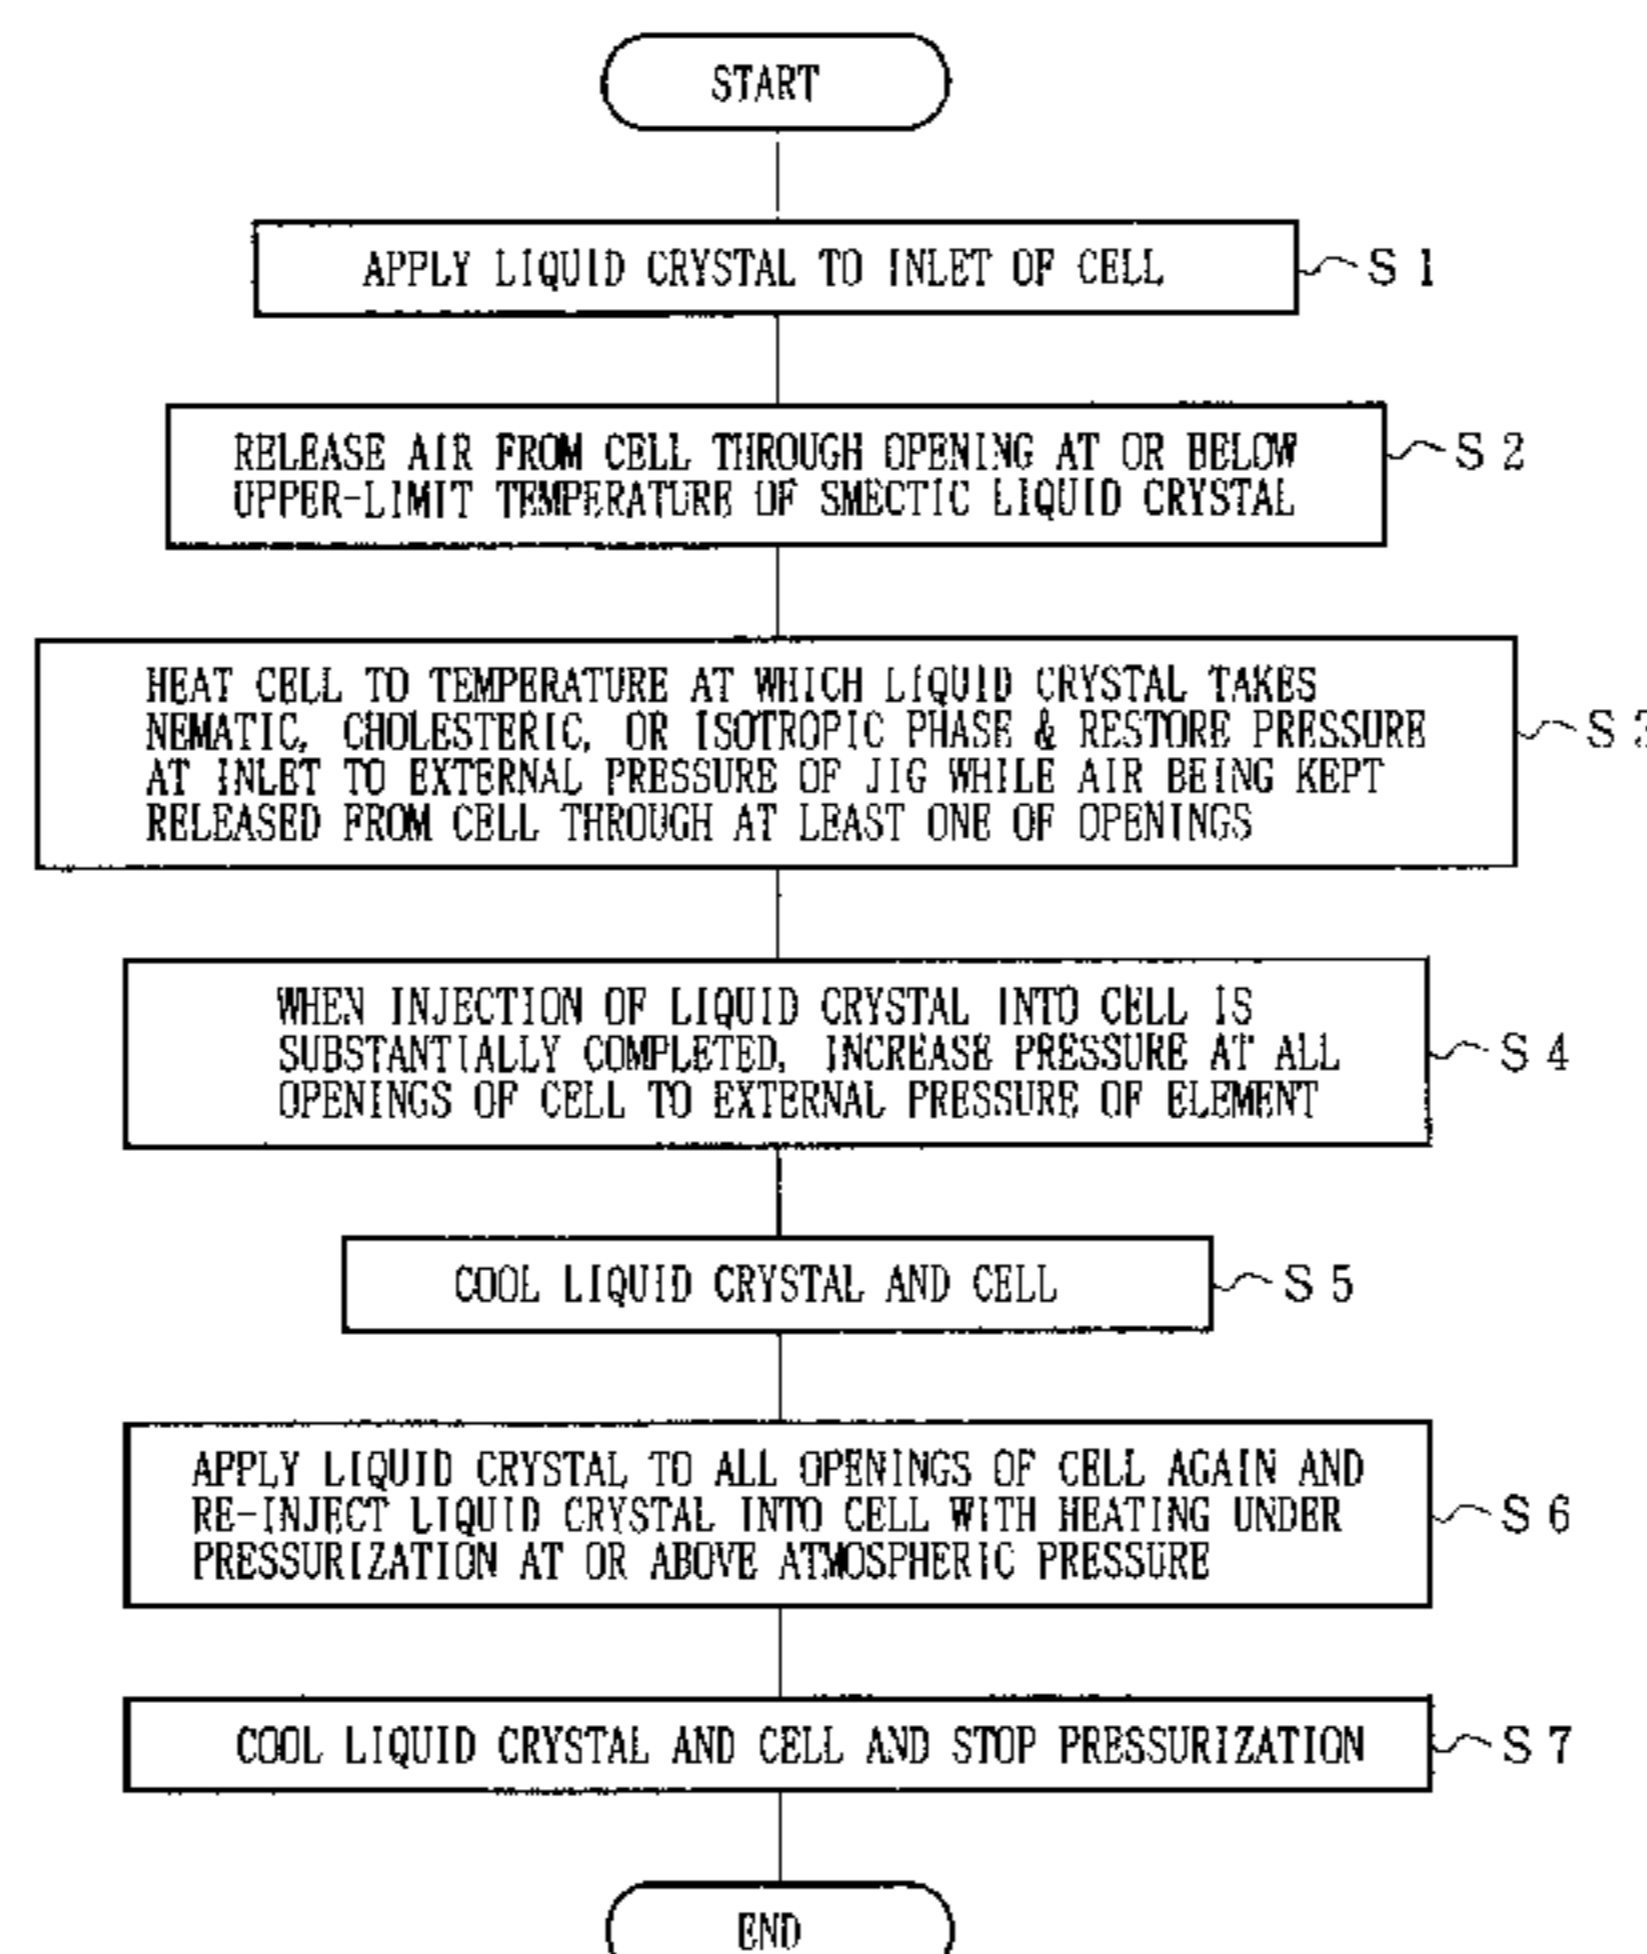 START
APPLY LIQUID CRYSTAL TO INLET OF CELL
S 1
RELEASE AIR FROM CELL THROUGH OPENING AT OR BELOW
UPPER-LIMIT TEMPERATURE OF SMECTIC LIQUID CRYSTAL
S 2
HEAT CELL TO TEMPERATURE AT WHICH LIQUID CRYSTAL TAKES
NEMATIC, CHOLESTERIC, OR ISOTROPIC PHASE & RESTORE PRESSURE
AT INLET TO EXTERNAL PRESSURE OF JIG WHILE AIR BEING KEPT
RELEASED FROM CELL THROUGH AT LEAST ONE OF OPENINGS
S 3
WHEN INJECTION OF LIQUID CRYSTAL INTO CELL IS
SUBSTANTIALLY COMPLETED, INCREASE PRESSURE AT ALL
OPENINGS OF CELL TO EXTERNAL PRESSURE OF ELEMENT
S 4
COOL LIQUID CRYSTAL AND CELL
S 5
APPLY LIQUID CRYSTAL TO ALL OPENINGS OF CELL AGAIN AND
RE-INJECT LIQUID CRYSTAL INTO CELL WITH HEATING UNDER
PRESSURIZATION AT OR ABOVE ATMOSPHERIC PRESSURE
S 6
COOL LIQUID CRYSTAL AND CELL AND STOP PRESSURIZATION
S 7
END